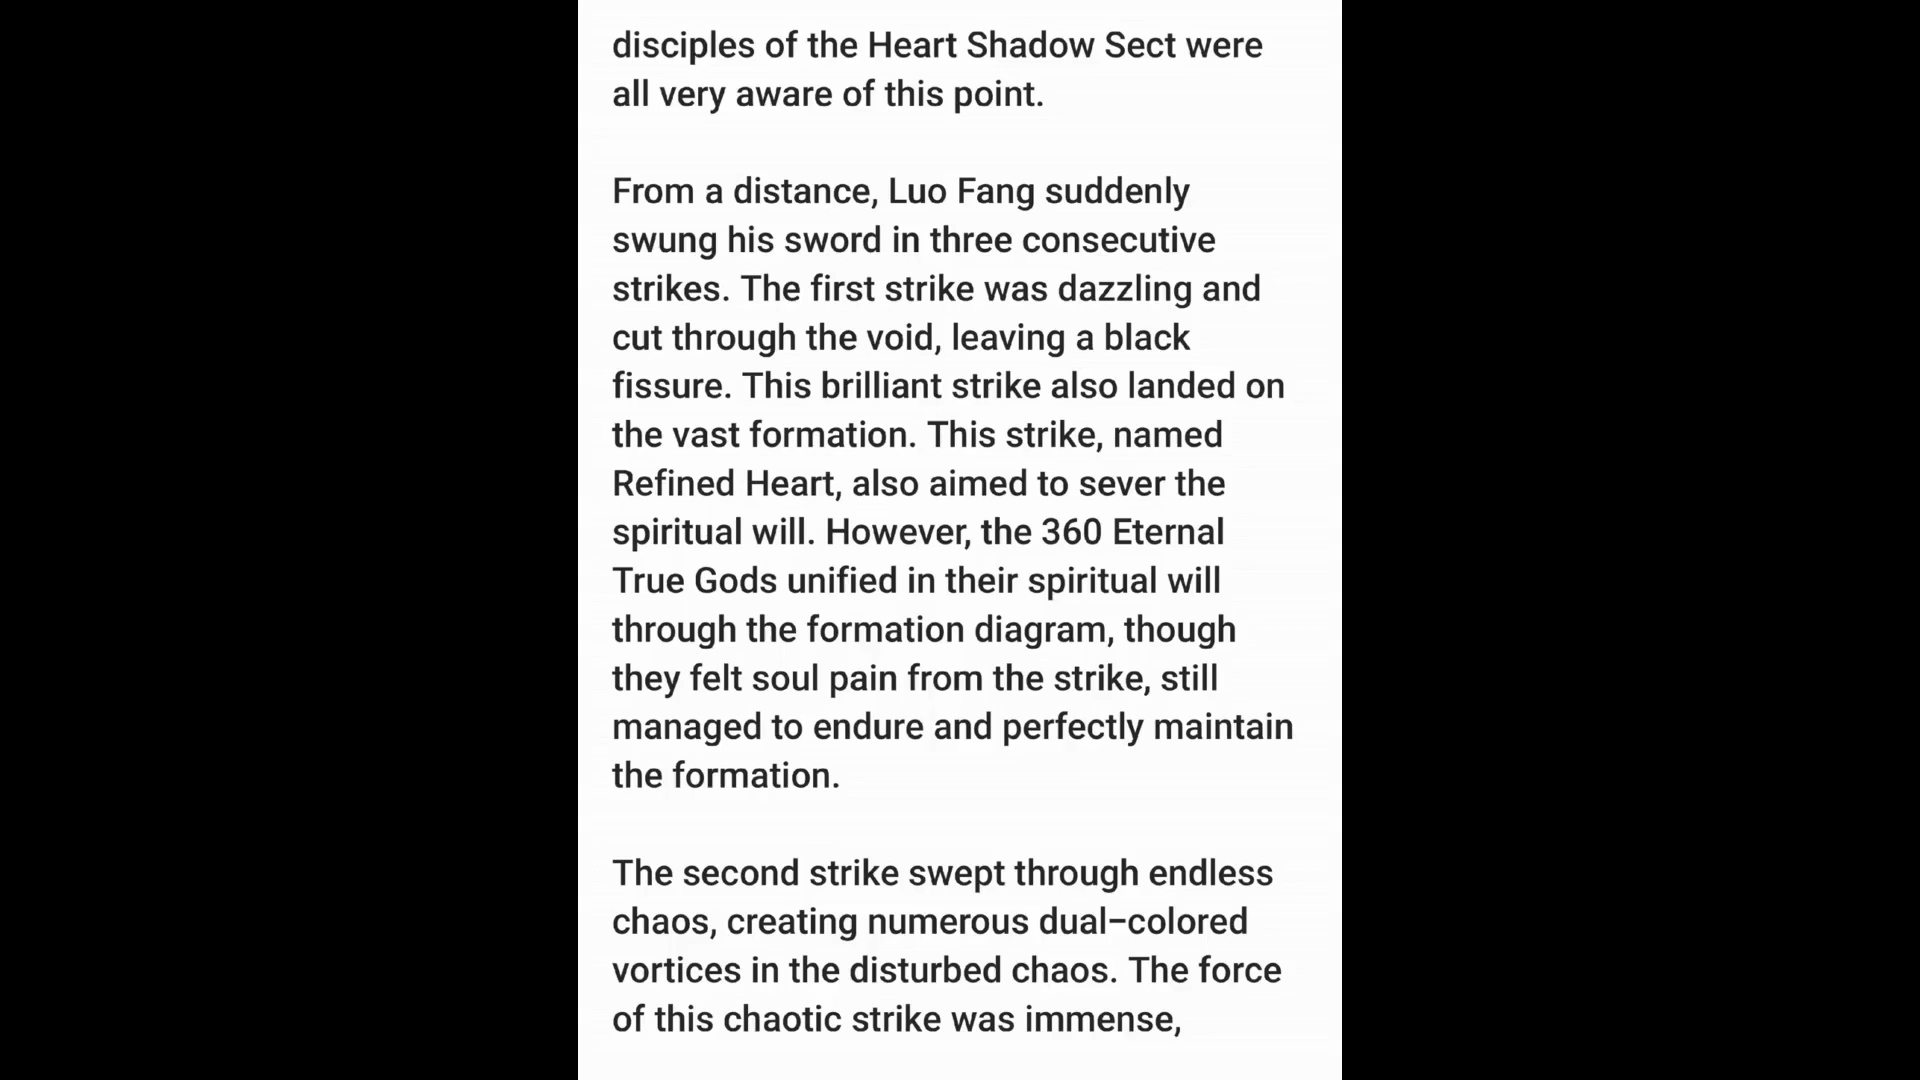 disciples of the Heart Shadow Sect were
all very aware of this point.
From a distance, Luo Fang suddenly
swung his sword in three consecutive
strikes. The first strike was dazzling and
cut through the void, leaving a black
fissure. This brilliant strike also landed on
the vast formation. This strike, named
Refined Heart, also aimed to sever the
spiritual will. However, the 360 Eternal
True Gods unified in their spiritual will
through the formation diagram, though
they felt soul pain from the strike, still
managed to endure and perfectly maintain
the formation.
The second strike swept through endless
chaos, creating numerous dual-colored
vortices in the disturbed chaos. The force
of this chaotic strike was immense,